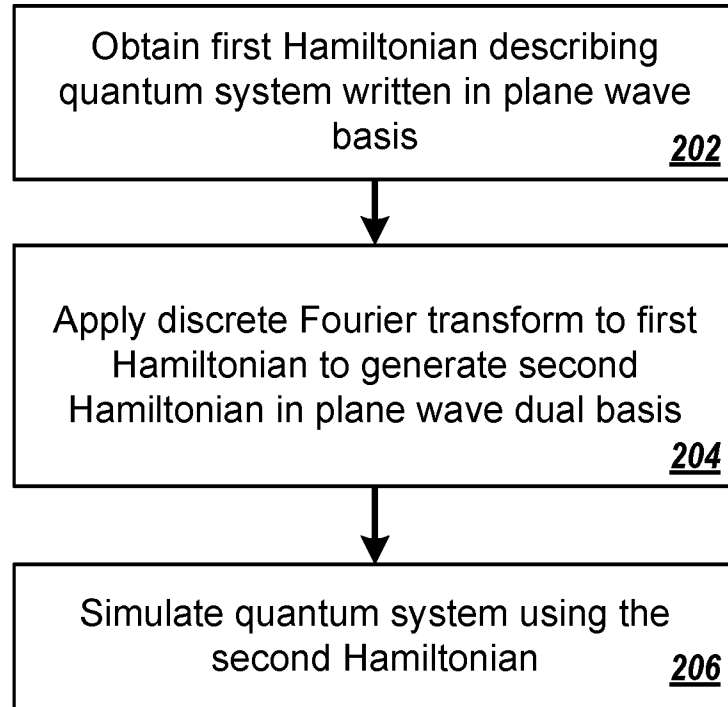 Obtain first Hamiltonian describing
quantum system written in plane wave
basis
202
Apply discrete Fourier transform to first
Hamiltonian to generate second
Hamiltonian in plane wave dual basis
204
Simulate quantum system using the
second Hamiltonian
206